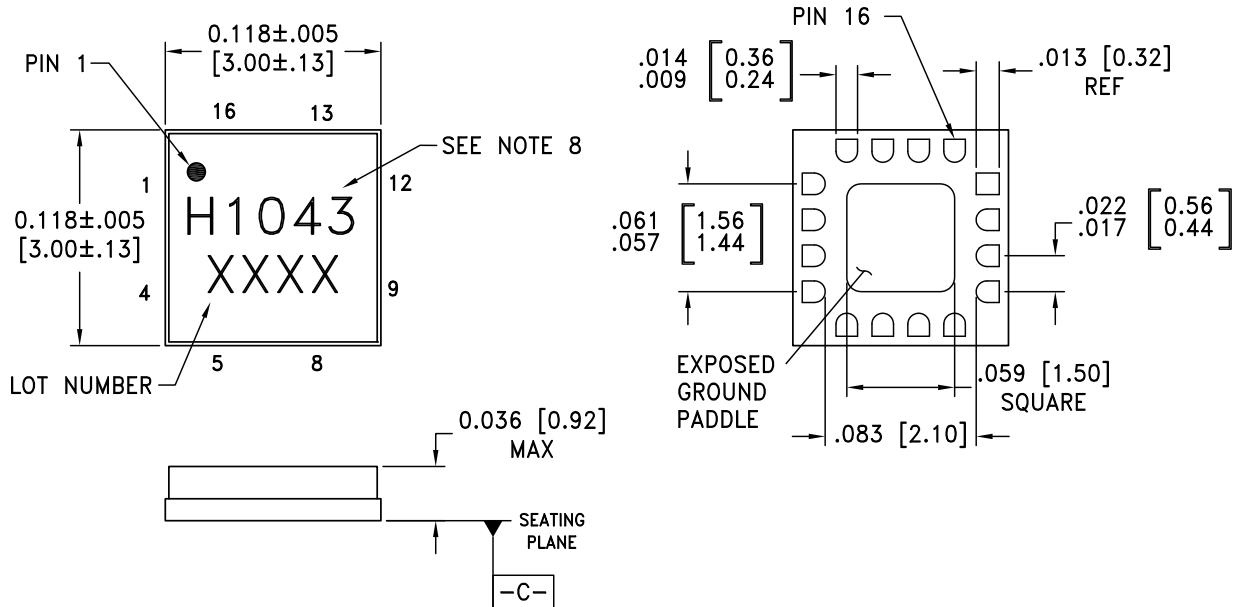 0.118±.005
[3.00±.13]
PIN 1
16 13
SEE NOTE 8
1 12
H1043
0.118±.005
[3.00±.13]
XXXX
4 9
5 8
LOT NUMBER
0.036 [0.92]
MAX
SEATING
PLANE
-C-
PIN 16
.014 [0.36]
.009 [0.24]
.013 [0.32]
REF
.061 [1.56]
.057 [1.44]
.022 [0.56]
.017 [0.44]
EXPOSED
GROUND
PADDLE
.059 [1.50]
SQUARE
.083 [2.10]